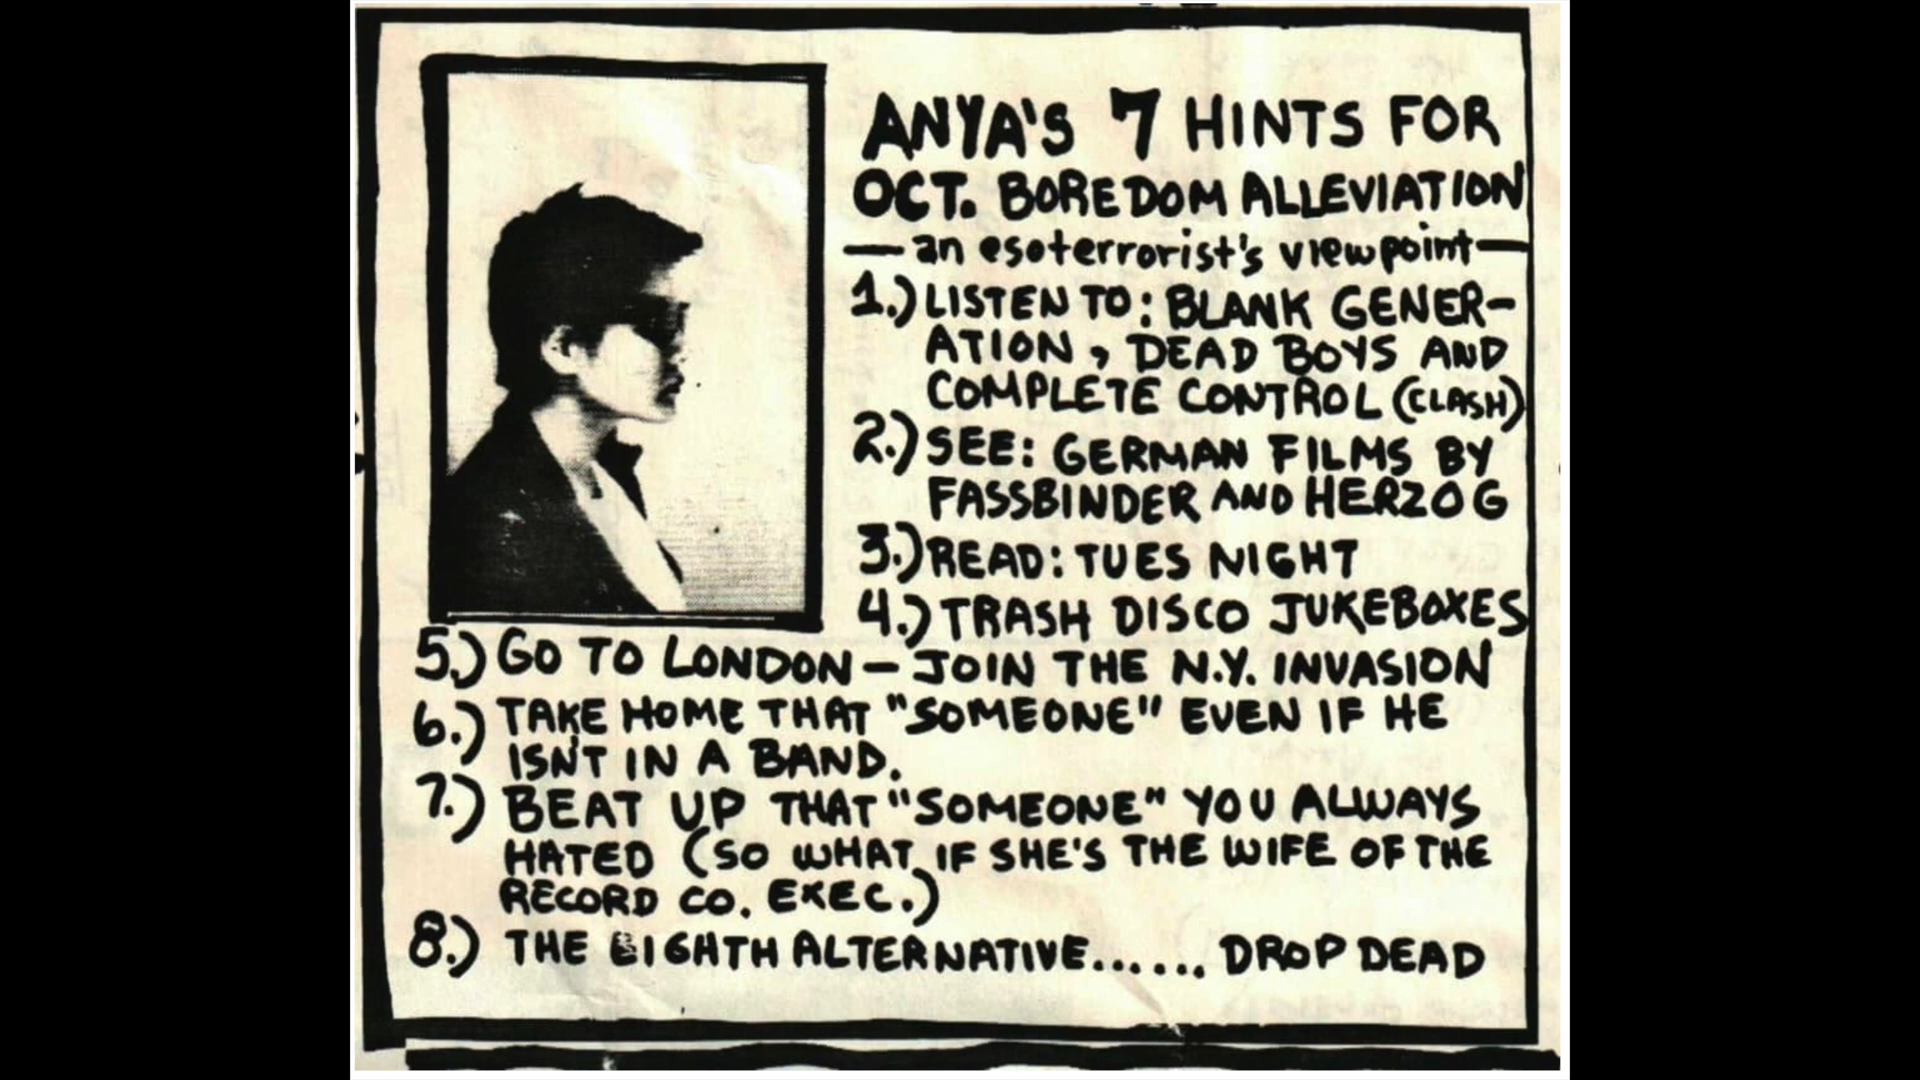 ANYA'S 7 HINTS FOR
OCT. BOREDOM ALLEVIATION
— an esoterrorist's viewpoint —
1.) LISTEN TO: BLANK GENER-
ATION, DEAD BOYS AND
COMPLETE CONTROL (CLASH)
2.) SEE: GERMAN FILMS BY
FASSBINDER AND HERZOG
3.) READ: TUES NIGHT
4.) TRASH DISCO JUKEBOXES
5.) GO TO LONDON — JOIN THE N.Y. INVASION
6.) TAKE HOME THAT "SOMEONE" EVEN IF HE
ISN'T IN A BAND.
7.) BEAT UP THAT "SOMEONE" YOU ALWAYS
HATED (SO WHAT IF SHE'S THE WIFE OF THE
RECORD CO. EXEC.)
8.) THE EIGHTH ALTERNATIVE...... DROP DEAD